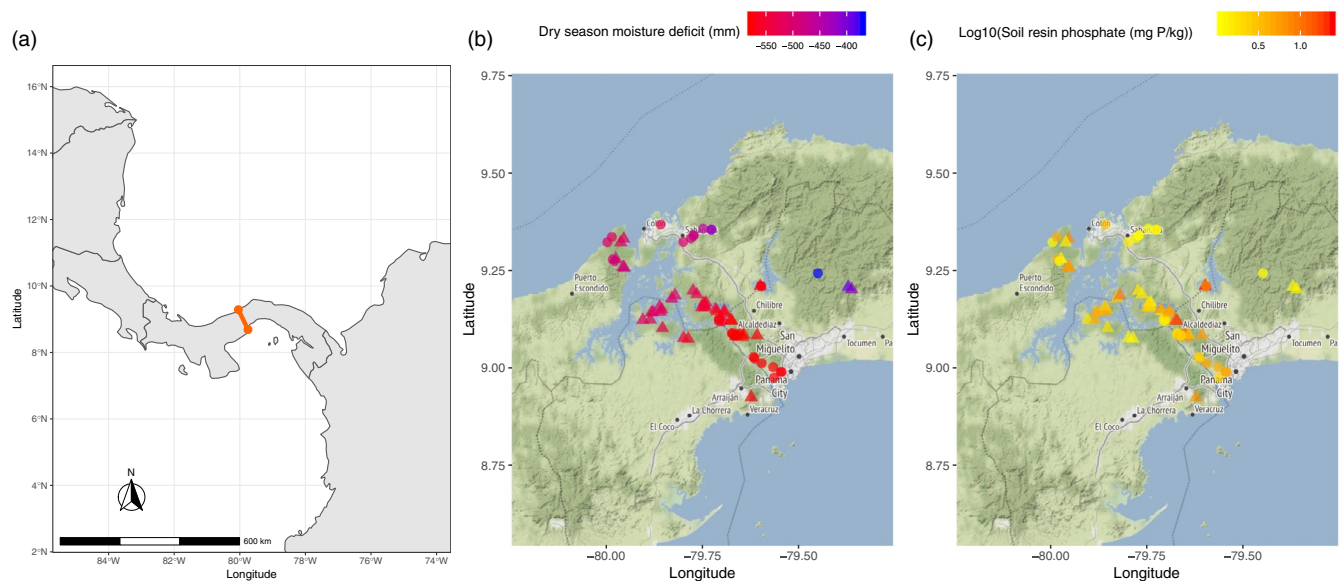 (a)
16°N
14°N
12°N
10°N
8°N
6°N
4°N
2°N
Latitude
N
600 km
84°W
82°W
80°W
78°W
76°W
74°W
Longitude
(b)
Dry season moisture deficit (mm)
−550
−500
−450
−400
9.75
9.50
9.25
9.00
8.75
Latitude
Puerto
Escondido
Chilibre
Alcaldediaz
San
Miguelito
Tocumen
Panama
City
Arraiján
La Chorrera
Veracruz
El Coco
−80.00
−79.75
−79.50
Longitude
(c)
Log10(Soil resin phosphate (mg P/kg))
0.5
1.0
9.75
9.50
9.25
9.00
8.75
Latitude
Puerto
Escondido
Chilibre
Alcaldediaz
San
Miguelito
Tocumen
Panama
City
Arraiján
La Chorrera
Veracruz
El Coco
−80.00
−79.75
−79.50
Longitude